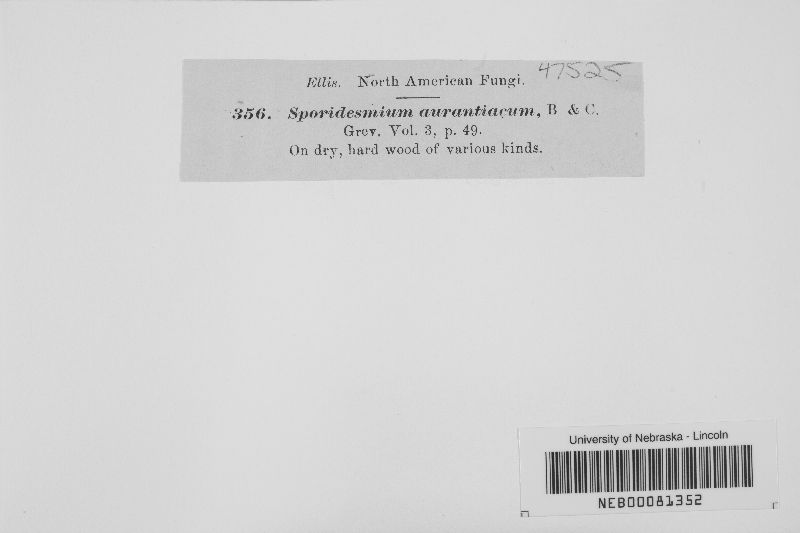 47525
Ellis. North American Fungi.
356. Sporidesmium aurantiacum, B & C.
Grev. Vol. 3, p. 49.
On dry, hard wood of various kinds.
University of Nebraska - Lincoln
NEB00081352